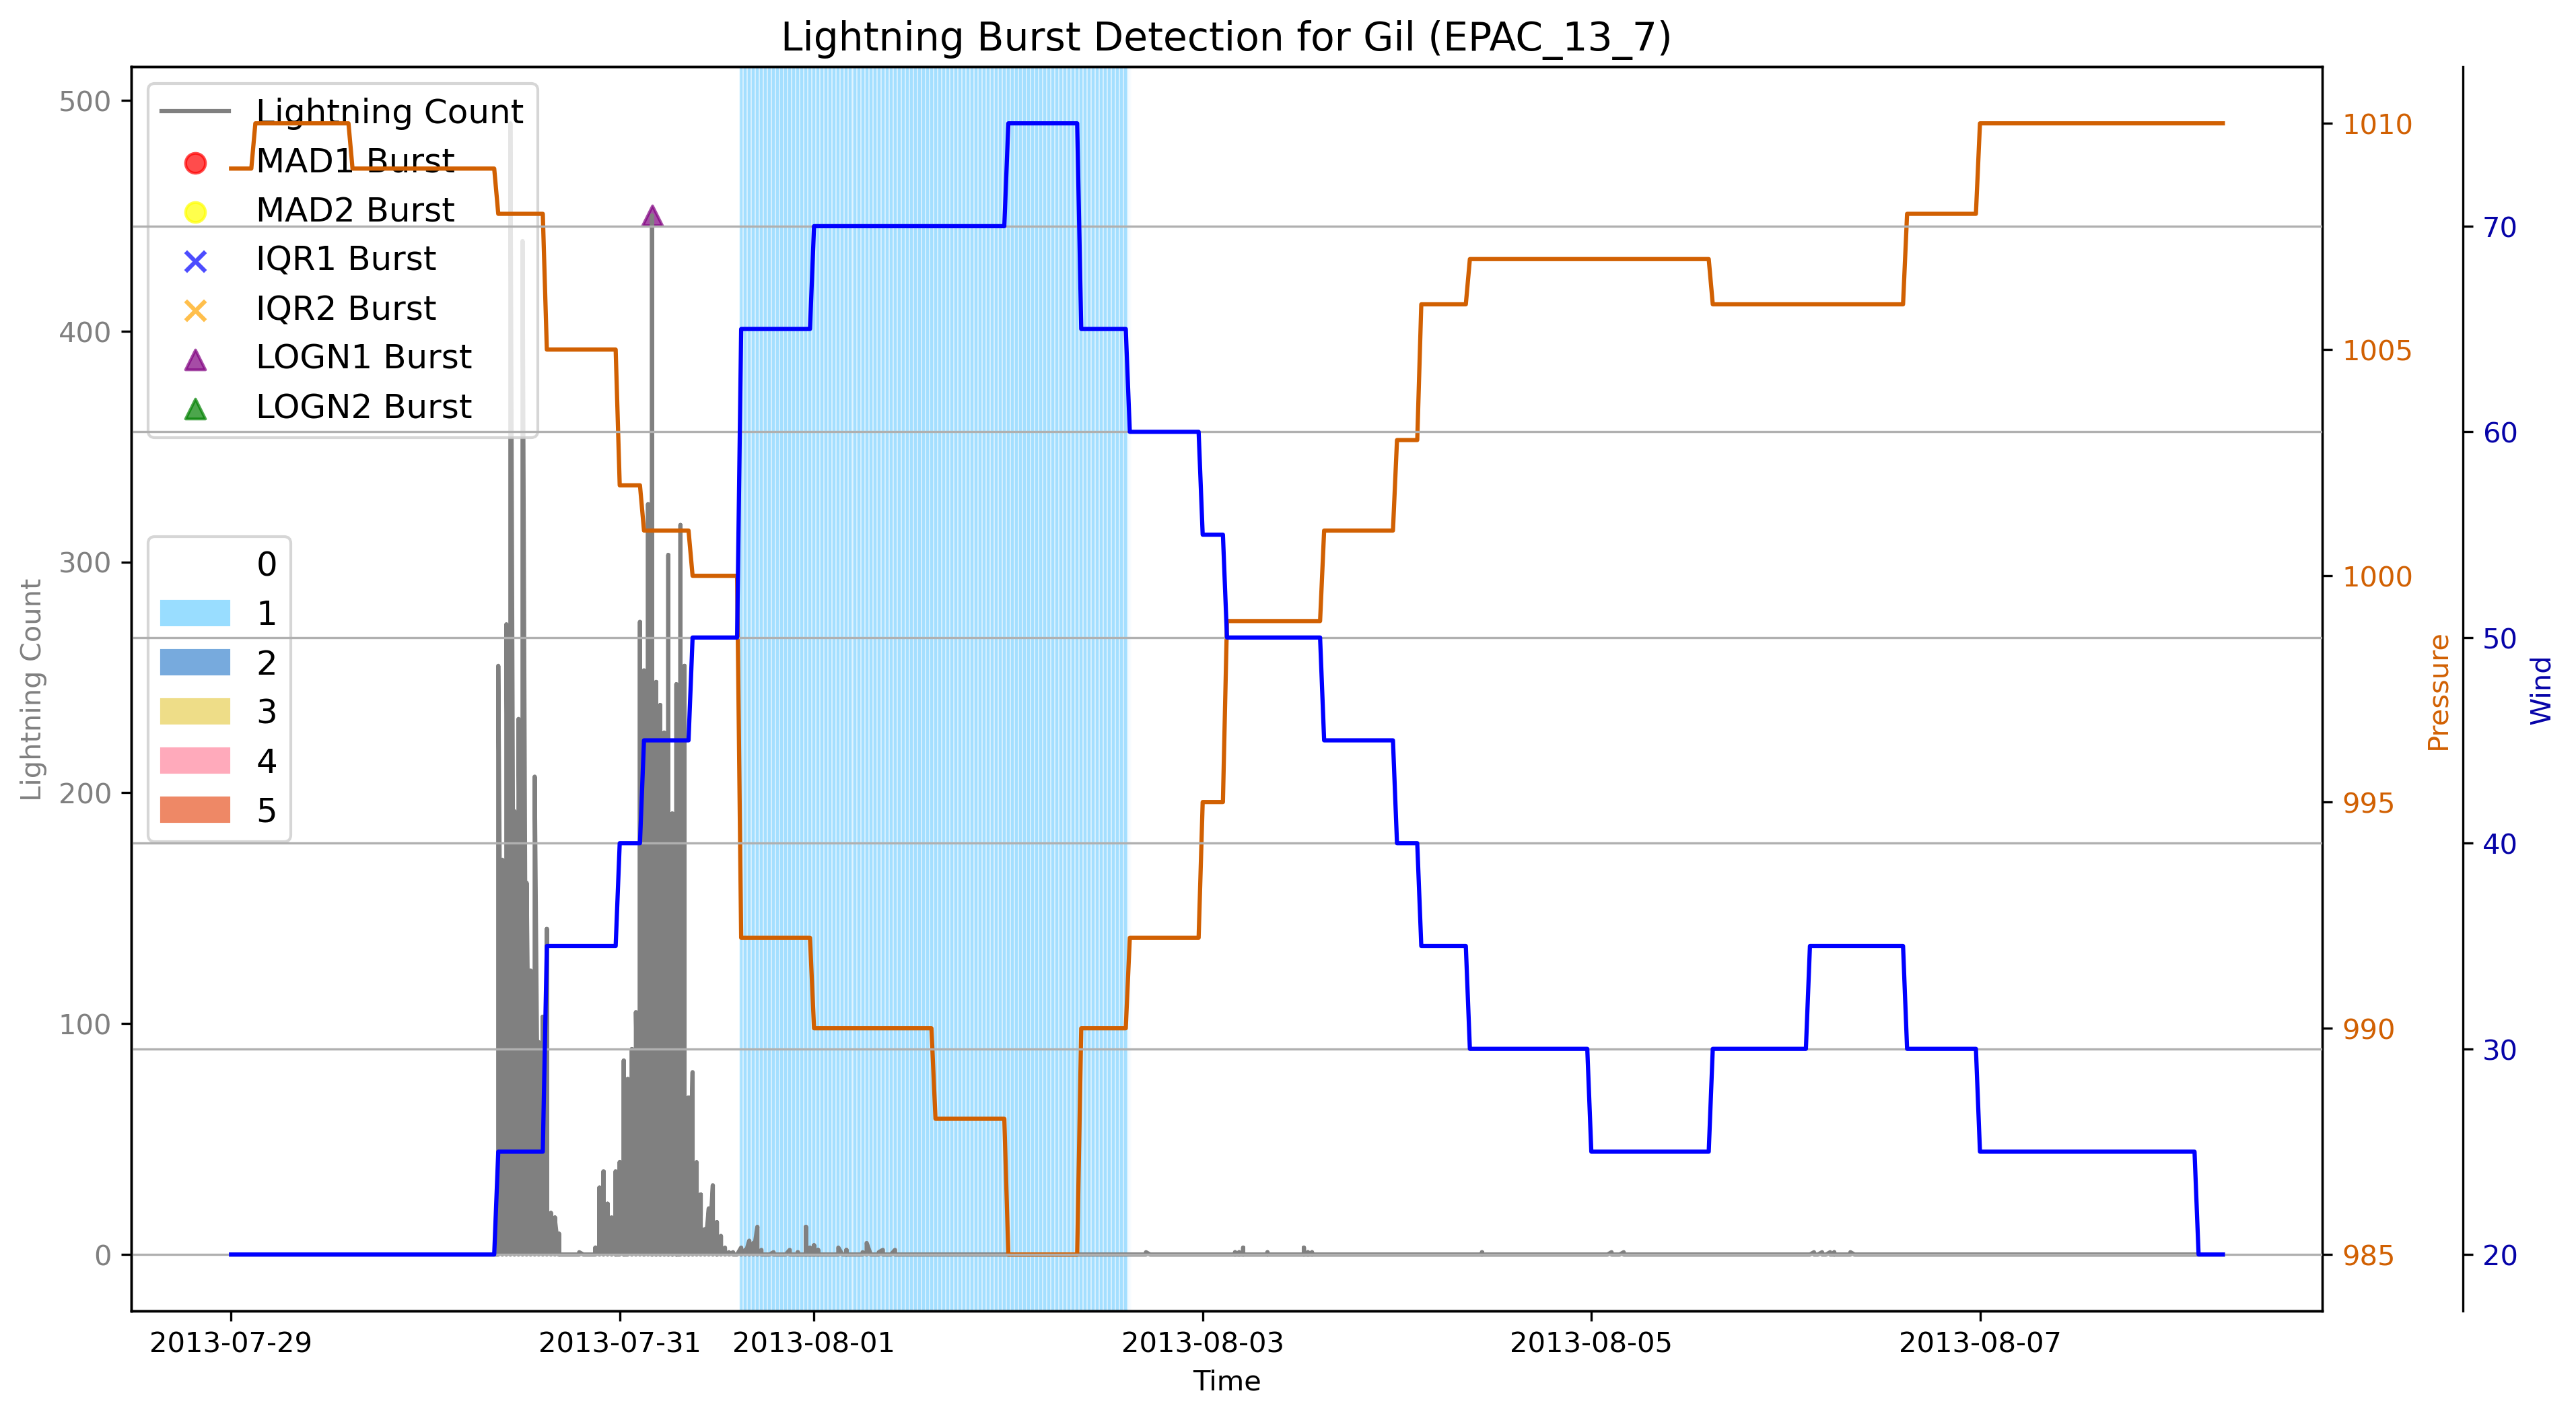 Lightning Burst Detection for Gil (EPAC_13_7)
Lightning Count
MAD1 Burst
MAD2 Burst
IQR1 Burst
IQR2 Burst
LOGN1 Burst
LOGN2 Burst
0
1
2
3
4
5
500
400
300
200
100
0
Lightning Count
1010
1005
1000
995
990
985
Pressure
70
60
50
40
30
20
Wind
2013-07-29
2013-07-31
2013-08-01
2013-08-03
2013-08-05
2013-08-07
Time